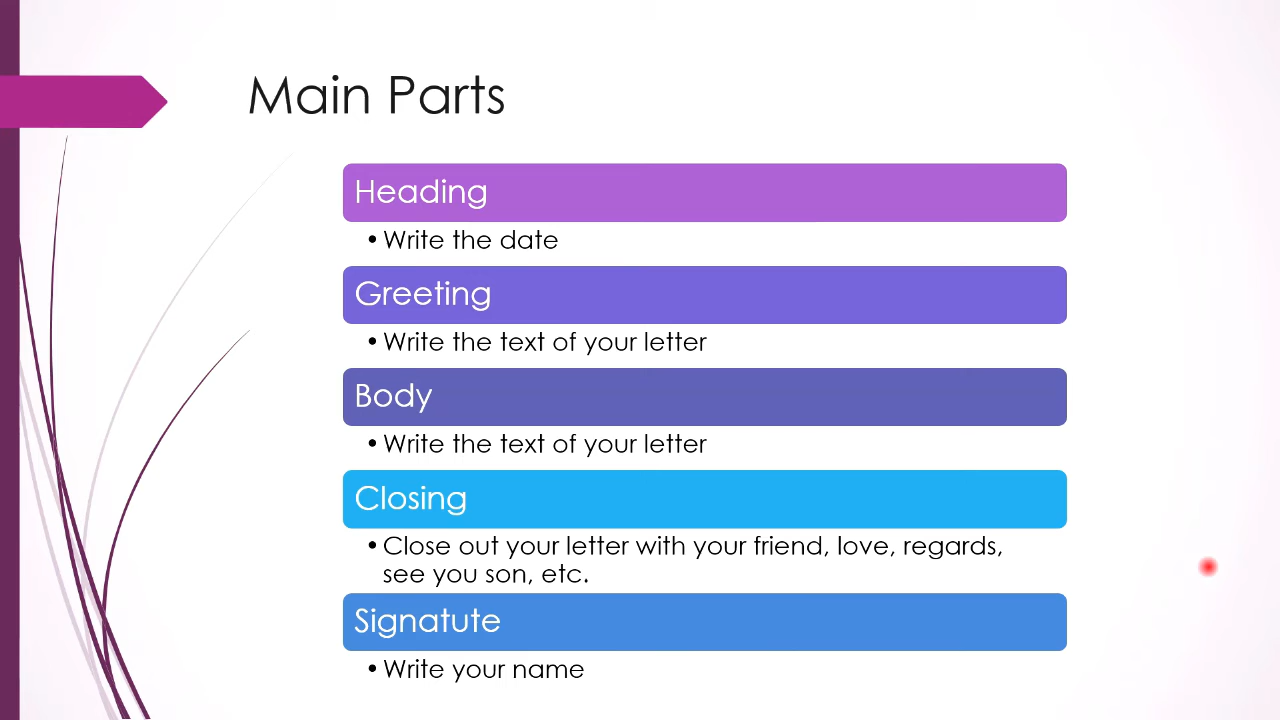 Main Parts
Heading
• Write the date
Greeting
• Write the text of your letter
Body
• Write the text of your letter
Closing
• Close out your letter with your friend, love, regards,
see you son, etc.
Signatute
• Write your name